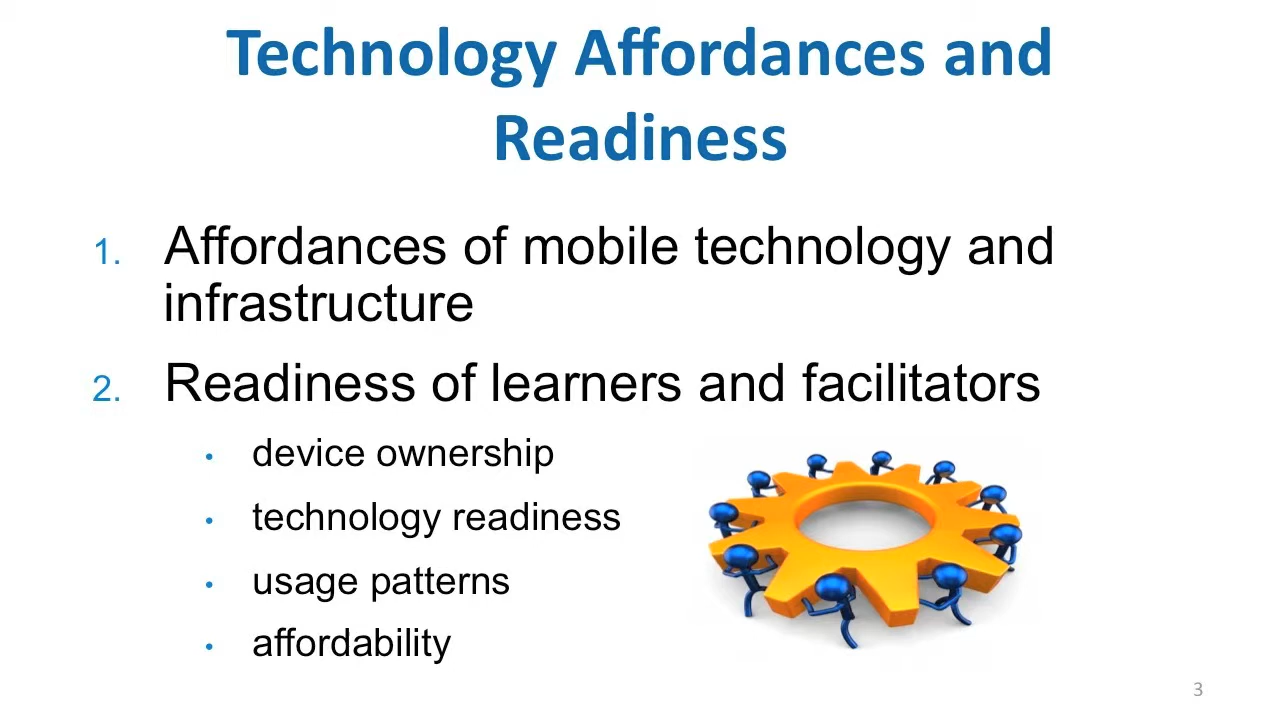 Technology Affordances and
Readiness
1. Affordances of mobile technology and
infrastructure
2. Readiness of learners and facilitators
• device ownership
• technology readiness
• usage patterns
• affordability
3